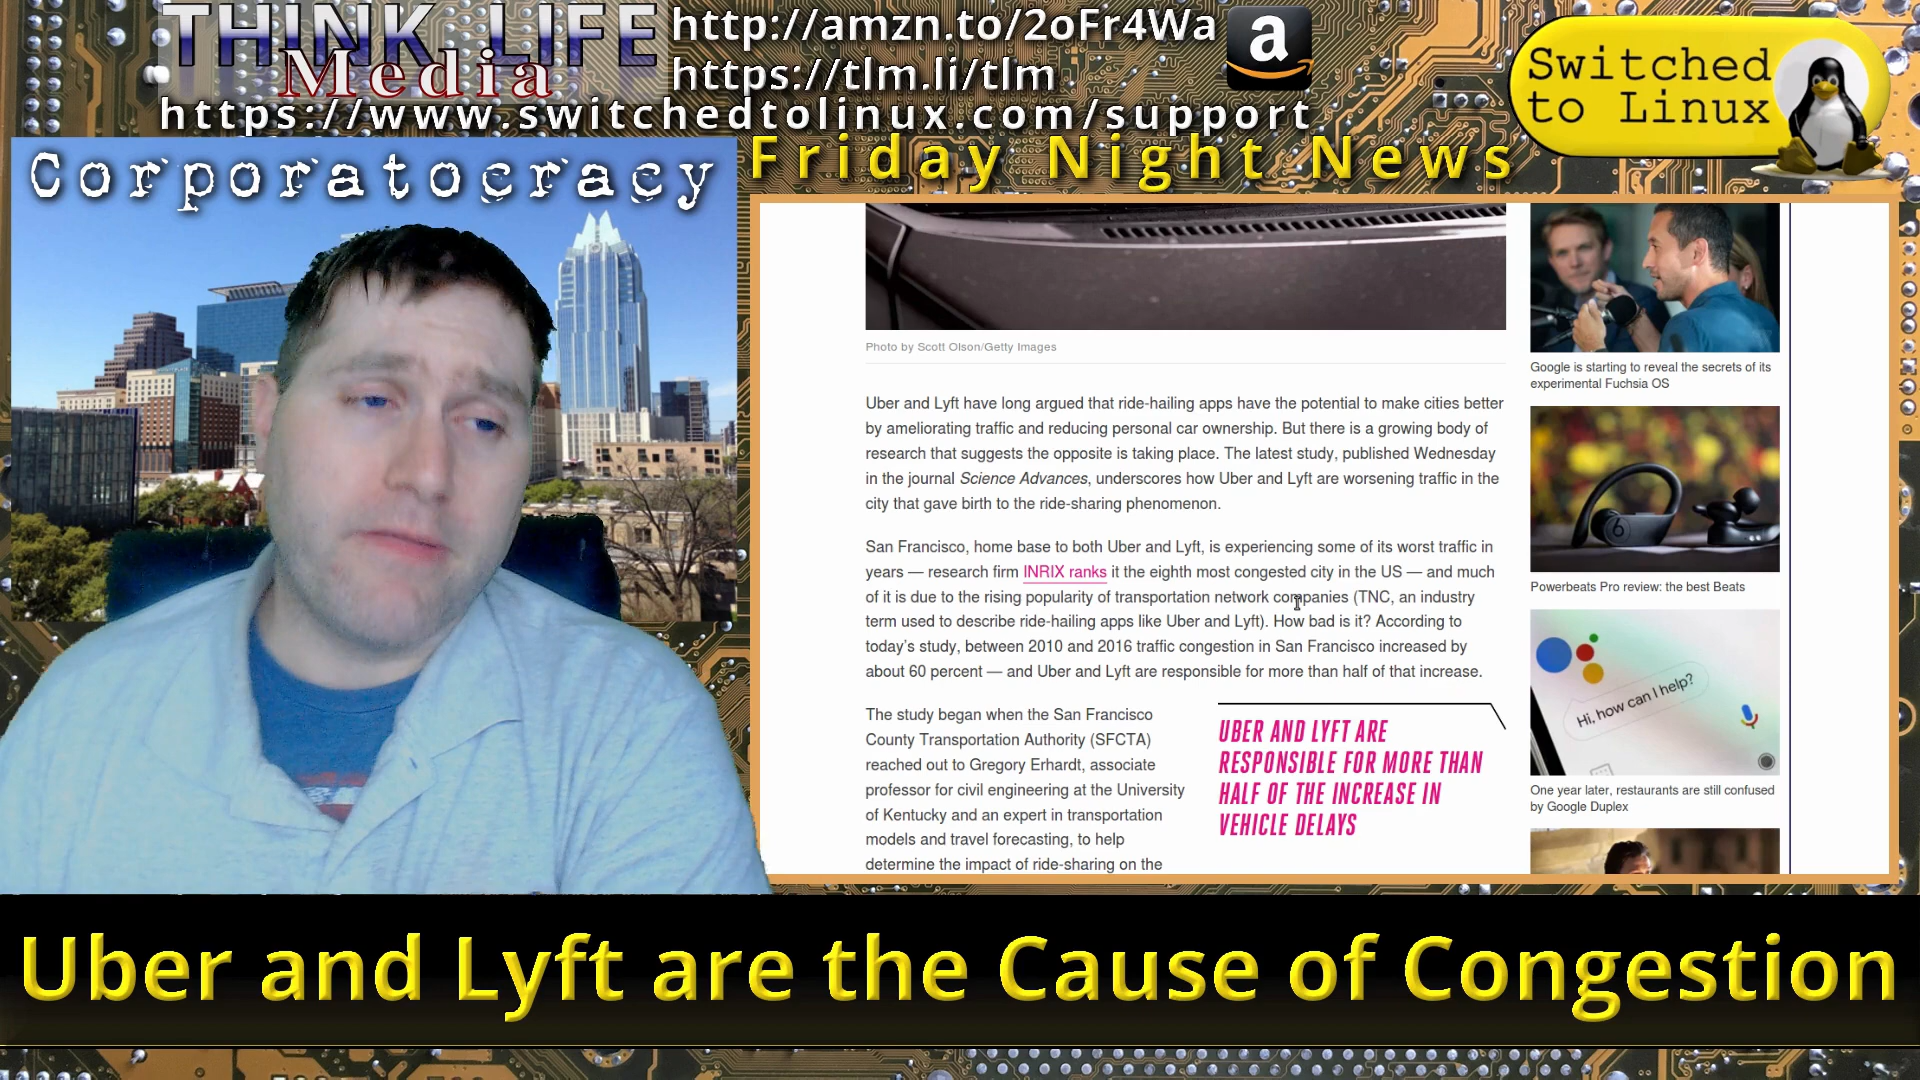 THINK LIFE
Media
http://amzn.to/2oFr4Wa
https://tlm.li/tlm
https://www.switchedtolinux.com/support
a
Switched
to Linux
Corporatocracy
Friday Night News
Photo by Scott Olson/Getty Images
Uber and Lyft have long argued that ride-hailing apps have the potential to make cities better
by ameliorating traffic and reducing personal car ownership. But there is a growing body of
research that suggests the opposite is taking place. The latest study, published Wednesday
in the journal Science Advances, underscores how Uber and Lyft are worsening traffic in the
city that gave birth to the ride-sharing phenomenon.
San Francisco, home base to both Uber and Lyft, is experiencing some of its worst traffic in
years — research firm INRIX ranks it the eighth most congested city in the US — and much
of it is due to the rising popularity of transportation network companies (TNC, an industry
term used to describe ride-hailing apps like Uber and Lyft). How bad is it? According to
today's study, between 2010 and 2016 traffic congestion in San Francisco increased by
about 60 percent — and Uber and Lyft are responsible for more than half of that increase.
The study began when the San Francisco
County Transportation Authority (SFCTA)
reached out to Gregory Erhardt, associate
professor for civil engineering at the University
of Kentucky and an expert in transportation
models and travel forecasting, to help
determine the impact of ride-sharing on the
UBER AND LYFT ARE
RESPONSIBLE FOR MORE THAN
HALF OF THE INCREASE IN
VEHICLE DELAYS
Google is starting to reveal the secrets of its
experimental Fuchsia OS
Powerbeats Pro review: the best Beats
Hi, how can I help?
One year later, restaurants are still confused
by Google Duplex
Uber and Lyft are the Cause of Congestion